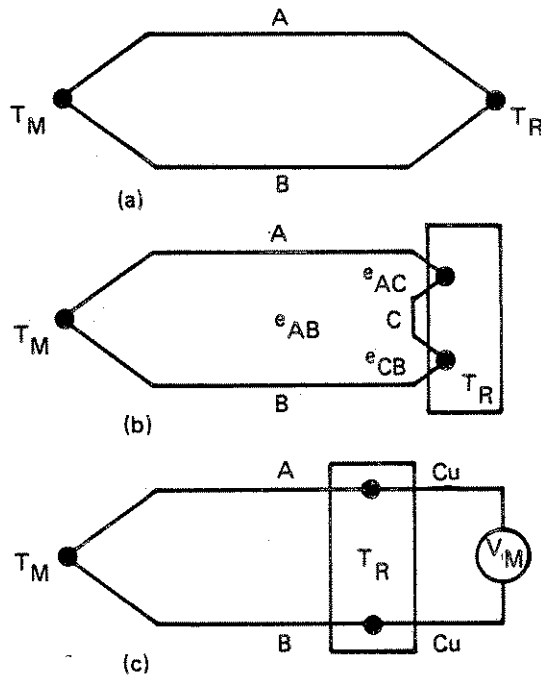 A
T_M
T_R
B
(a)
A
e_AC
T_M
e_AB
C
e_CB
T_R
B
(b)
A
Cu
T_M
T_R
V_M
B
Cu
(c)